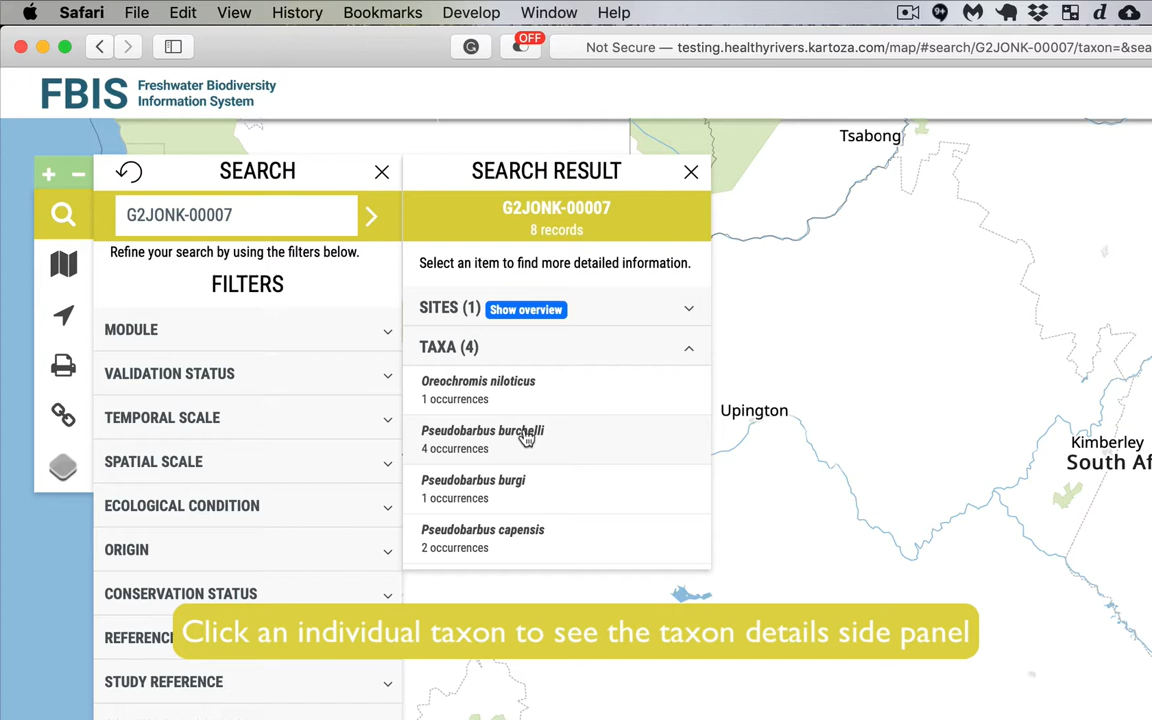 Safari File Edit View History Bookmarks Develop Window Help
9+
OFF
Not Secure — testing.healthyrivers.kartoza.com/map/#search/G2JONK-00007/taxon=&sea
FBIS Freshwater Biodiversity
Information System
Tsabong
SEARCH
G2JONK-00007
Refine your search by using the filters below.
FILTERS
MODULE
VALIDATION STATUS
TEMPORAL SCALE
SPATIAL SCALE
ECOLOGICAL CONDITION
ORIGIN
CONSERVATION STATUS
REFERENC
STUDY REFERENCE
SEARCH RESULT
G2JONK-00007
8 records
Select an item to find more detailed information.
SITES (1) Show overview
TAXA (4)
Oreochromis niloticus
1 occurrences
Pseudobarbus burchelli
4 occurrences
Pseudobarbus burgi
1 occurrences
Pseudobarbus capensis
2 occurrences
Upington
Kimberley
South Af
Click an individual taxon to see the taxon details side panel